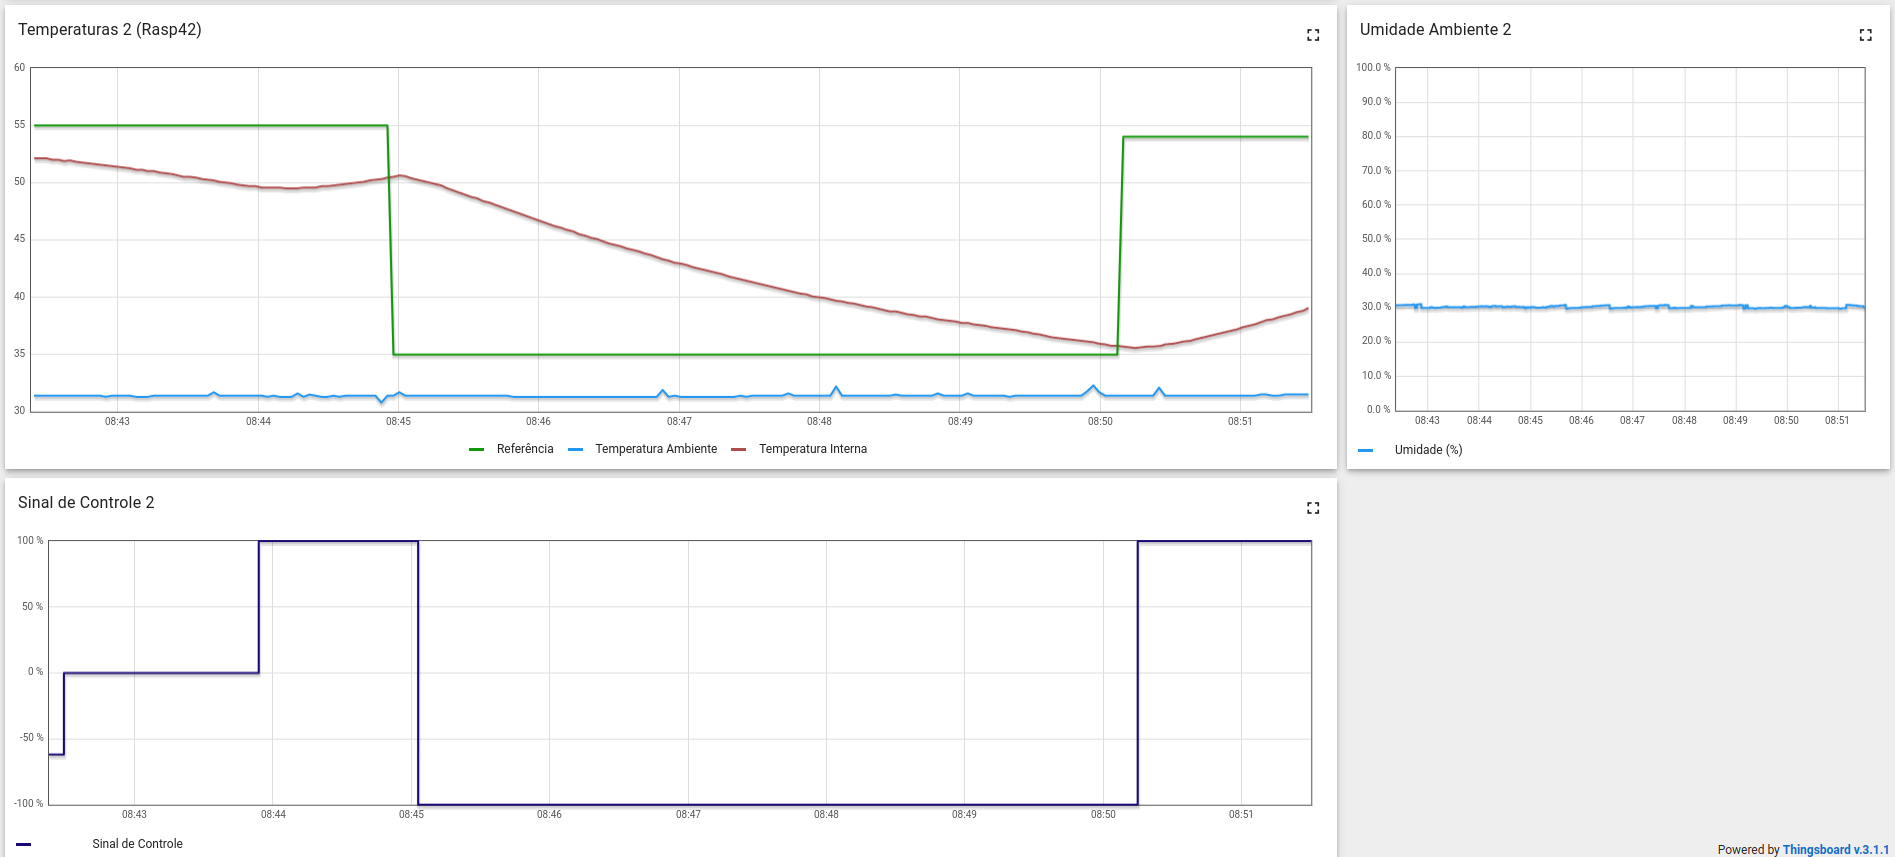 Temperaturas 2 (Rasp42)
60
55
50
45
40
35
30
08:43 08:44 08:45 08:46 08:47 08:48 08:49 08:50 08:51
Referência Temperatura Ambiente Temperatura Interna
Umidade Ambiente 2
100.0 %
90.0 %
80.0 %
70.0 %
60.0 %
50.0 %
40.0 %
30.0 %
20.0 %
10.0 %
0.0 %
08:43 08:44 08:45 08:46 08:47 08:48 08:49 08:50 08:51
Umidade (%)
Sinal de Controle 2
100 %
50 %
0 %
-50 %
-100 %
08:43 08:44 08:45 08:46 08:47 08:48 08:49 08:50 08:51
Sinal de Controle
Powered by Thingsboard v.3.1.1